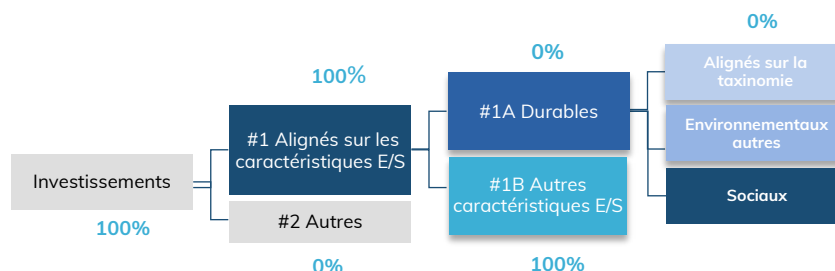 0%
0%
100%
Alignés sur la
taxinomie
#1A Durables
#1 Alignés sur les
caractéristiques E/S
Environnementaux
autres
Investissements
#1B Autres
caractéristiques E/S
Sociaux
#2 Autres
100%
0%
100%